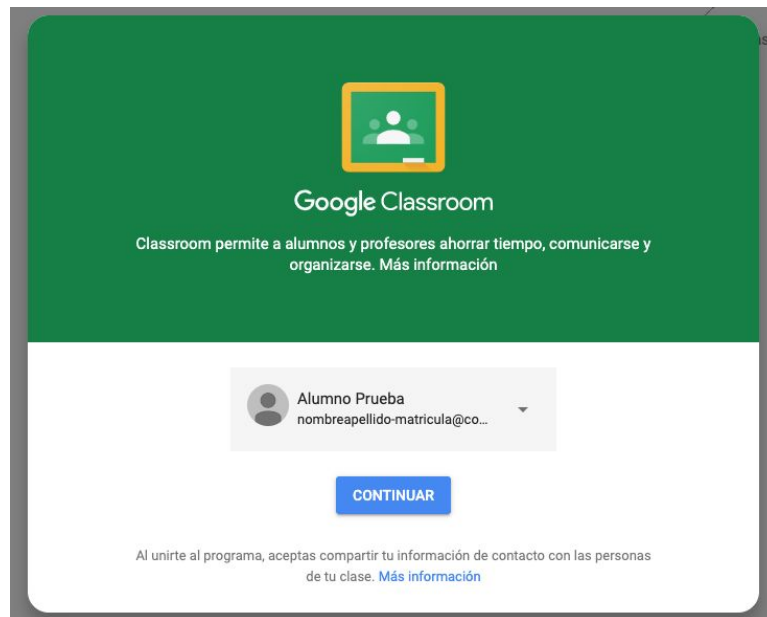 Google Classroom
Classroom permite a alumnos y profesores ahorrar tiempo, comunicarse y
organizarse. Más información
Alumno Prueba
nombreapellido-matricula@co...
CONTINUAR
Al unirte al programa, aceptas compartir tu información de contacto con las personas
de tu clase. Más información